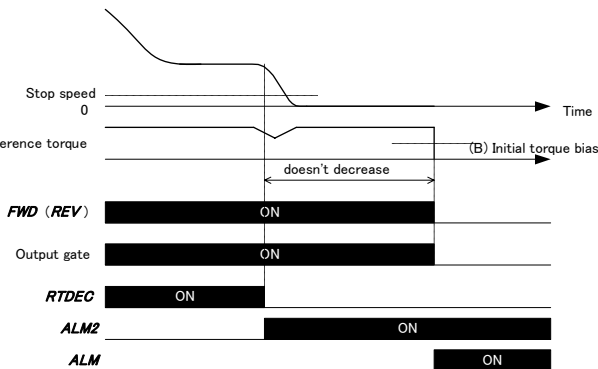 Stop speed
0
Time
erence torque
(B) Initial torque bias
doesn't decrease
FWD（REV）
ON
Output gate
ON
RTDEC
ON
ALM2
ON
ALM
ON